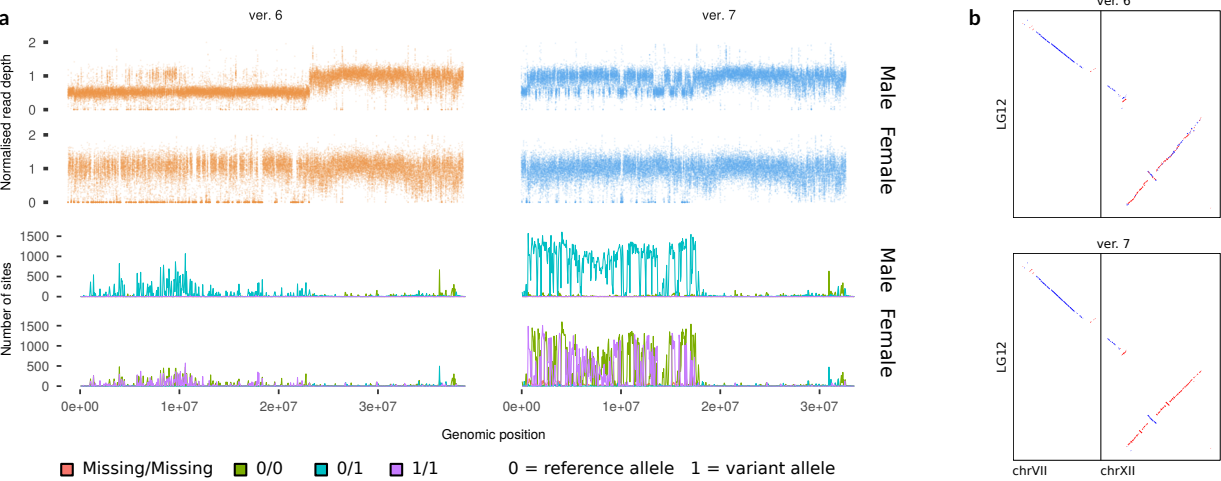 a
ver. 6
ver. 7
Normalised read depth
2
1
0
2
1
0
Male
Female
Number of sites
1500
1000
500
0
1500
1000
500
0
Male
Female
0e+00
1e+07
2e+07
3e+07
0e+00
1e+07
2e+07
3e+07
Genomic position
Missing/Missing
0/0
0/1
1/1
0 = reference allele 1 = variant allele
b
ver. 6
LG12
ver. 7
LG12
chrVII
chrXII